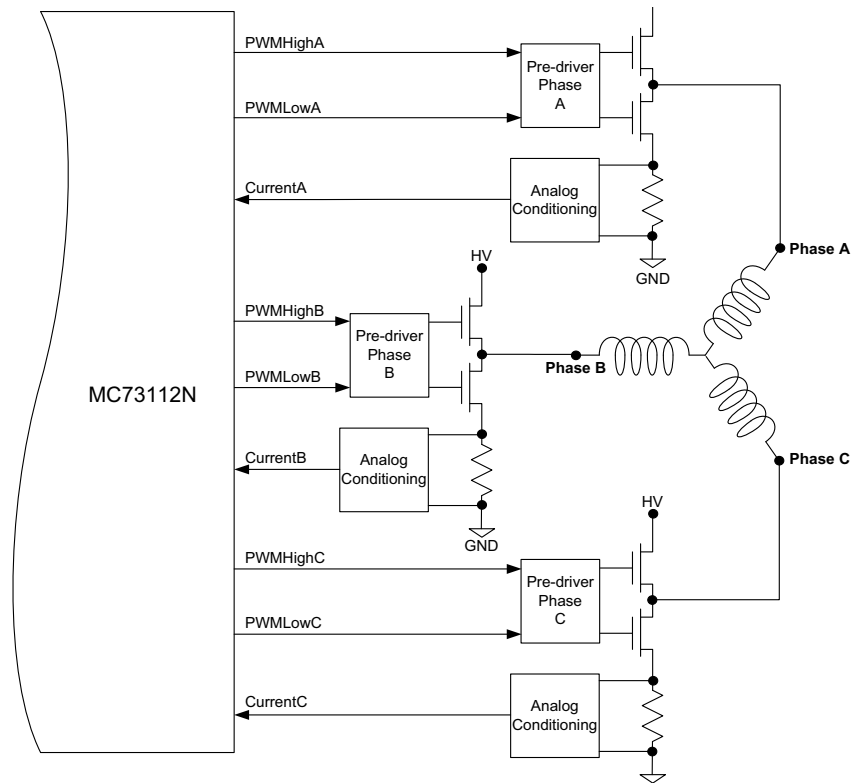 PWMHighA
Pre-driver
Phase
A
PWMLowA
CurrentA
Analog
Conditioning
GND
Phase A
HV
PWMHighB
Pre-driver
Phase
B
Phase B
PWMLowB
MC73112N
CurrentB
Analog
Conditioning
GND
Phase C
HV
PWMHighC
Pre-driver
Phase
C
PWMLowC
CurrentC
Analog
Conditioning